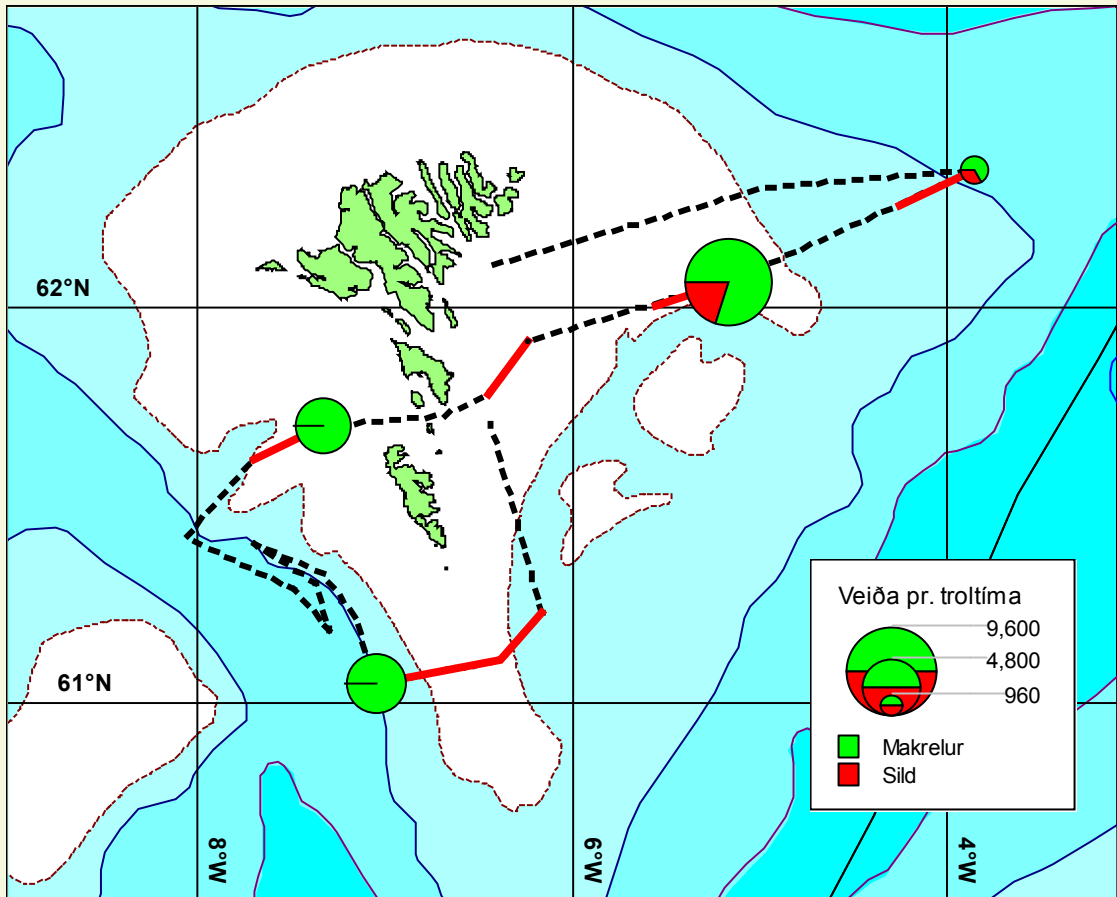 62°N
61°N
8°W
6°W
4°W
Veiða pr. troltíma
9,600
4,800
960
Makrelur
Sild